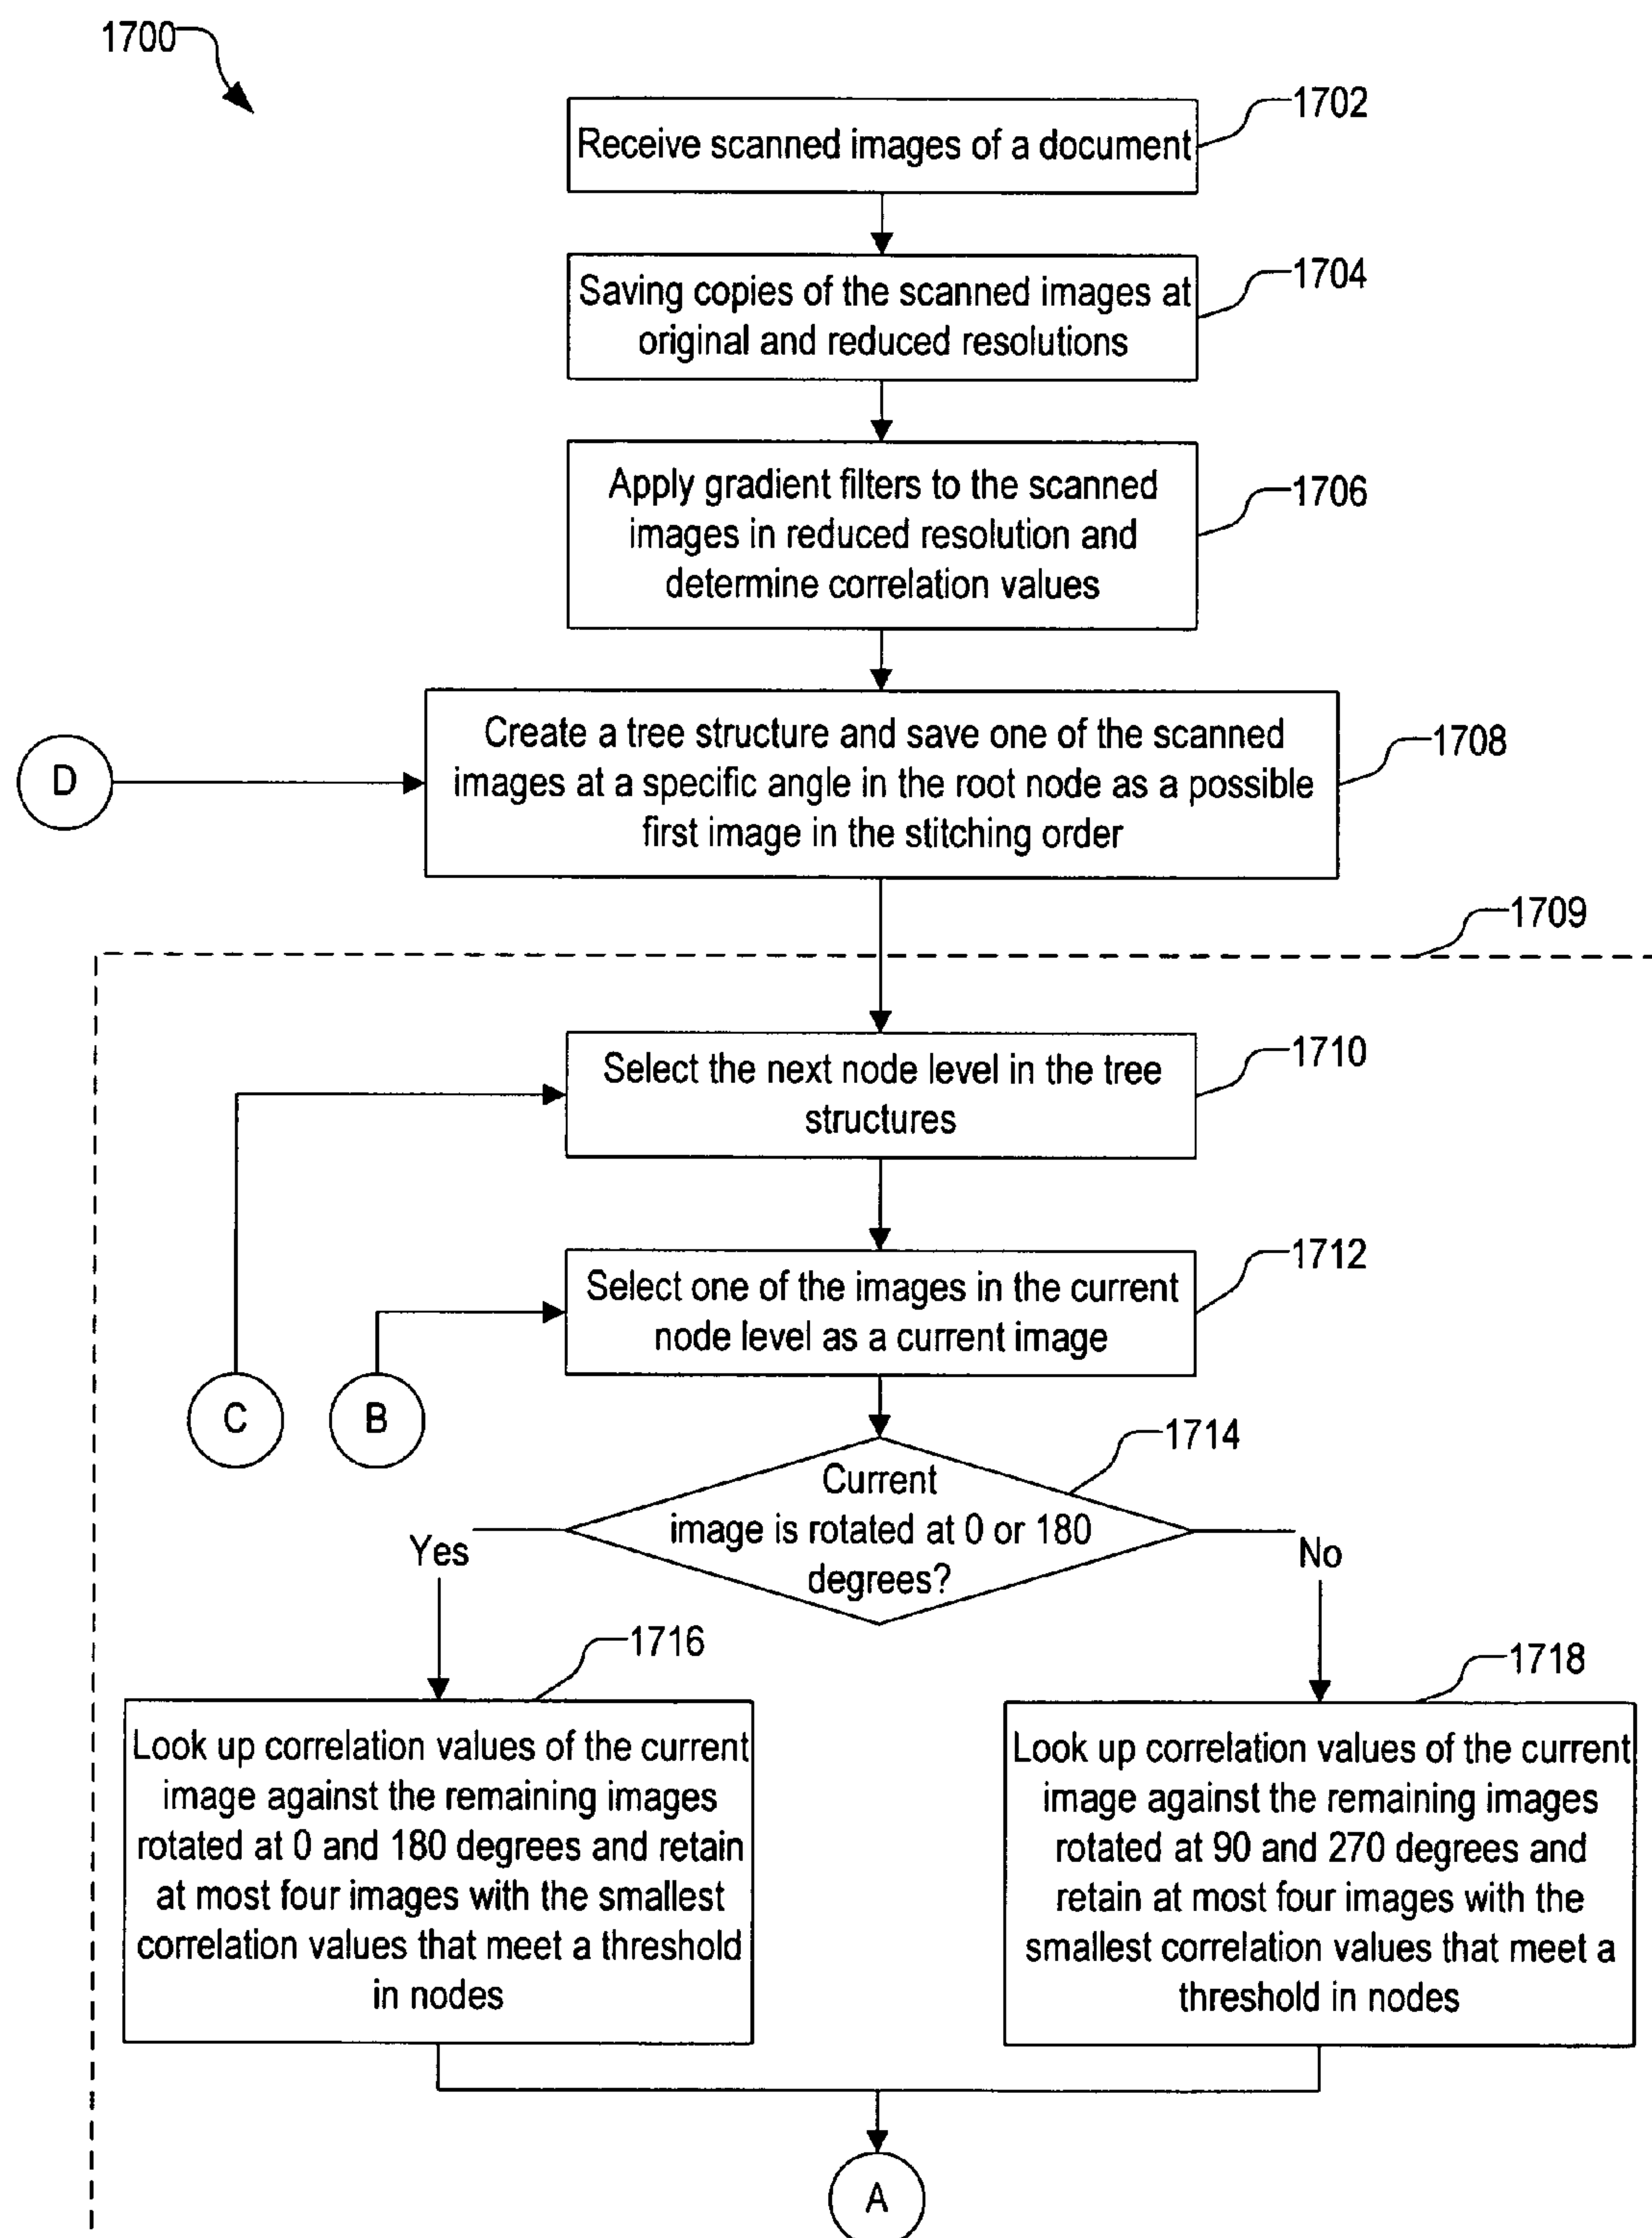 1700
1702
Receive scanned images of a document
1704
Saving copies of the scanned images at
original and reduced resolutions
1706
Apply gradient filters to the scanned
images in reduced resolution and
determine correlation values
1708
Create a tree structure and save one of the scanned
images at a specific angle in the root node as a possible
first image in the stitching order
D
1709
1710
Select the next node level in the tree
structures
1712
Select one of the images in the current
node level as a current image
C
B
1714
Current
image is rotated at 0 or 180
degrees?
Yes
No
1716
Look up correlation values of the current
image against the remaining images
rotated at 0 and 180 degrees and retain
at most four images with the smallest
correlation values that meet a threshold
in nodes
1718
Look up correlation values of the current
image against the remaining images
rotated at 90 and 270 degrees and
retain at most four images with the
smallest correlation values that meet a
threshold in nodes
A